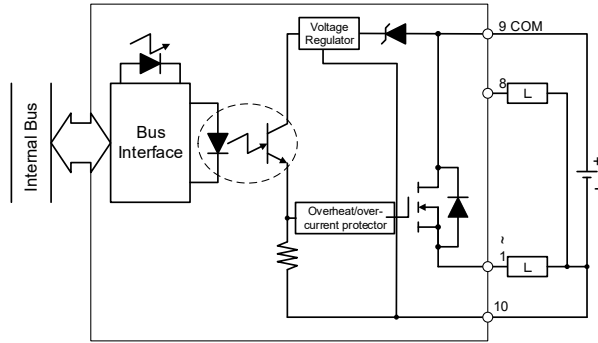 Voltage
Regulator
9 COM
8
L
Internal Bus
Bus
Interface
+
-
Overheat/over-
current protector
~
1
L
10